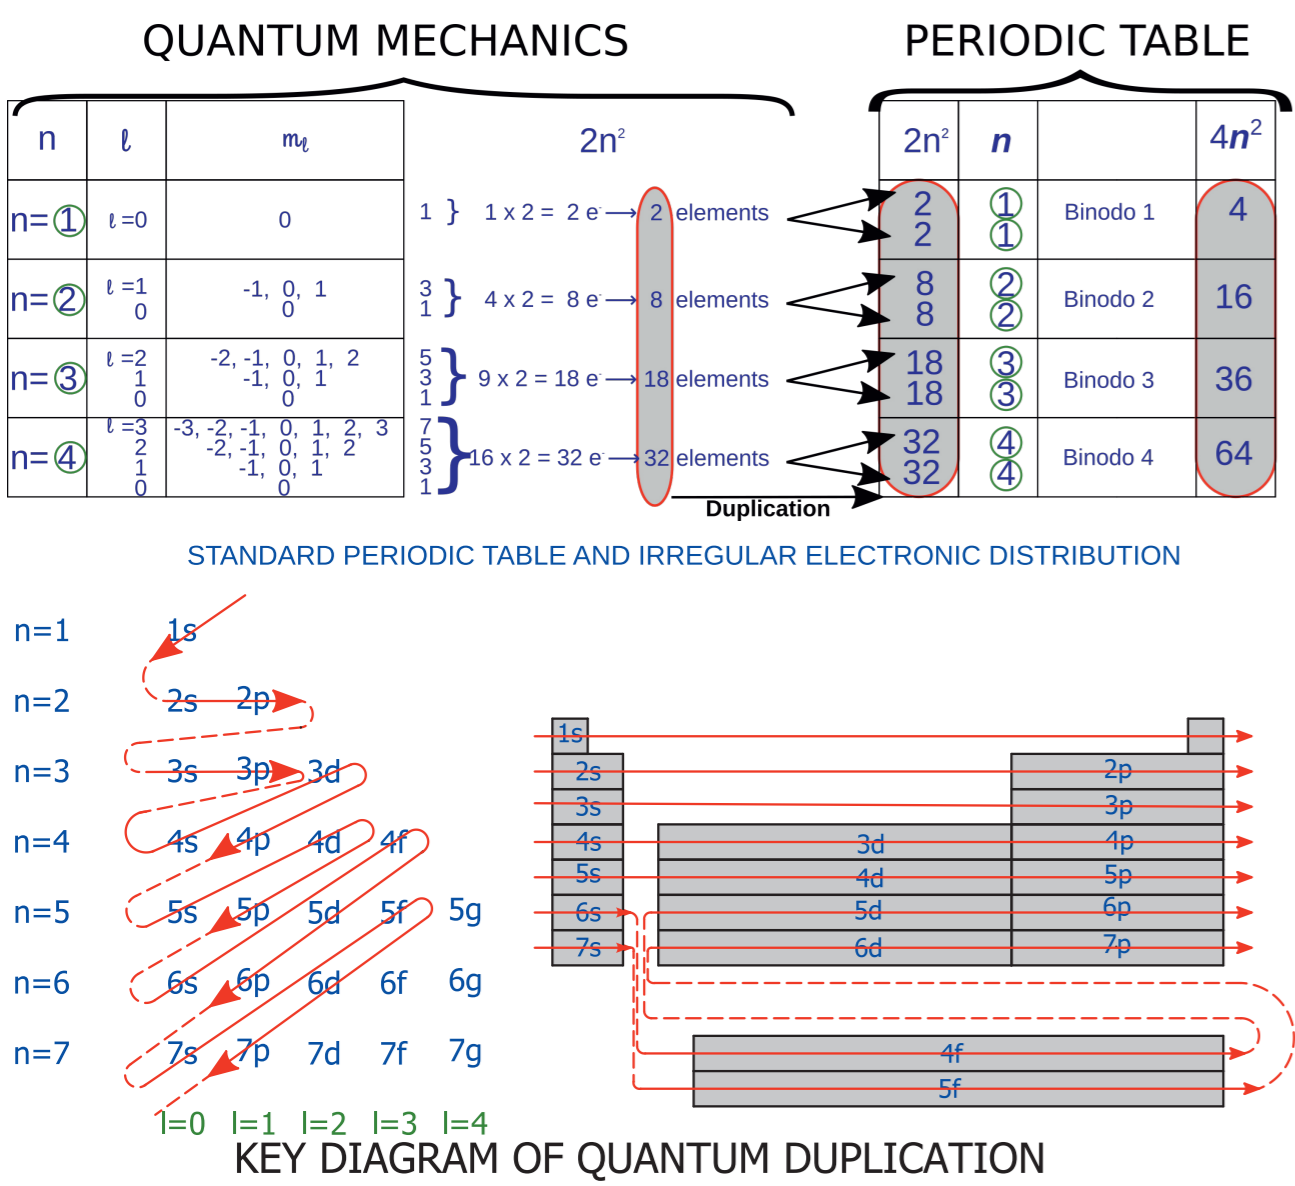 QUANTUM MECHANICS PERIODIC TABLE
n ℓ mℓ 2n² 2n² n 4n²
n= 1 ℓ =0 0 1 } 1 x 2 = 2 e⁻ → 2 elements 2 1 Binodo 1 4
2 1
n= 2 ℓ =1 -1, 0, 1 3 } 4 x 2 = 8 e⁻ → 8 elements 8 2 Binodo 2 16
0 0 1 8 2
n= 3 ℓ =2 -2, -1, 0, 1, 2 5 } 9 x 2 = 18 e⁻ → 18 elements 18 3 Binodo 3 36
1 -1, 0, 1 3 18 3
0 0 1
n= 4 ℓ =3 -3, -2, -1, 0, 1, 2, 3 7 } 16 x 2 = 32 e⁻ → 32 elements 32 4 Binodo 4 64
2 -2, -1, 0, 1, 2 5 32 4
1 -1, 0, 1 3
0 0 1
Duplication
STANDARD PERIODIC TABLE AND IRREGULAR ELECTRONIC DISTRIBUTION
n=1 1s
n=2 2s 2p
n=3 3s 3p 3d
n=4 4s 4p 4d 4f
n=5 5s 5p 5d 5f 5g
n=6 6s 6p 6d 6f 6g
n=7 7s 7p 7d 7f 7g
l=0 l=1 l=2 l=3 l=4
1s
2s 2p
3s 3p
4s 3d 4p
5s 4d 5p
6s 5d 6p
7s 6d 7p
4f
5f
KEY DIAGRAM OF QUANTUM DUPLICATION